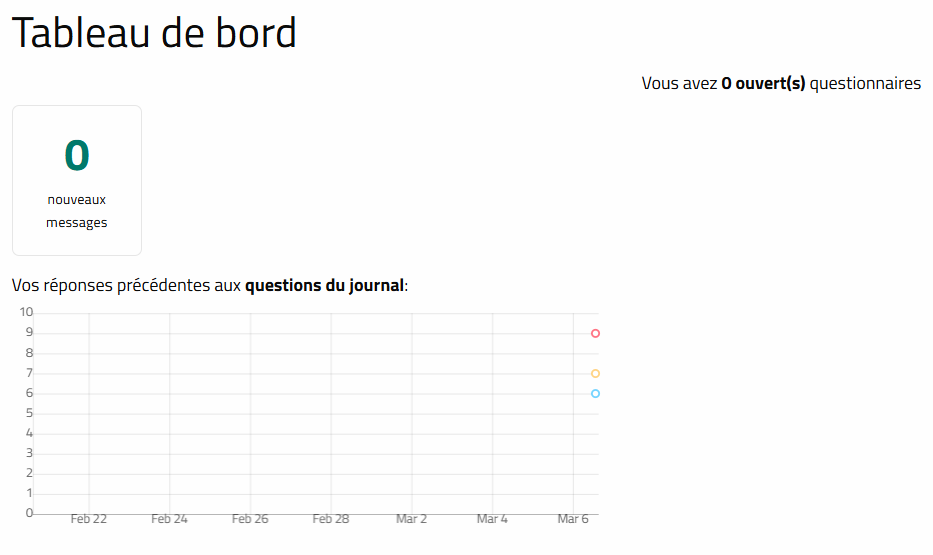 Tableau de bord
Vous avez 0 ouvert(s) questionnaires
0
nouveaux
messages
Vos réponses précédentes aux questions du journal:
10
9
8
7
6
5
4
3
2
1
0
Feb 22 Feb 24 Feb 26 Feb 28 Mar 2 Mar 4 Mar 6